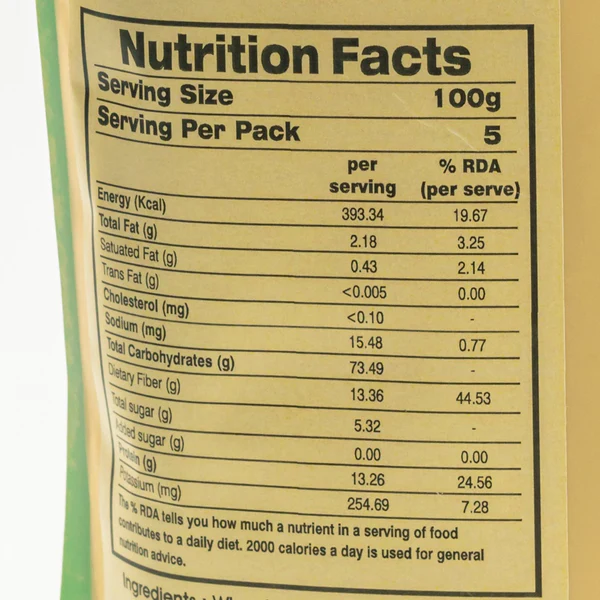 Nutrition Facts
Serving Size 100g
Serving Per Pack 5
per serving % RDA (per serve)
Energy (Kcal) 393.34 19.67
Total Fat (g) 2.18 3.25
Satuated Fat (g) 0.43 2.14
Trans Fat (g) <0.005 0.00
Cholesterol (mg) <0.10 -
Sodium (mg) 15.48 0.77
Total Carbohydrates (g) 73.49 -
Dietary Fiber (g) 13.36 44.53
Total sugar (g) 5.32 -
Added sugar (g) 0.00 0.00
Protein (g) 13.26 24.56
Potassium (mg) 254.69 7.28
The % RDA tells you how much a nutrient in a serving of food
contributes to a daily diet. 2000 calories a day is used for general
nutrition advice.
Ingredients :